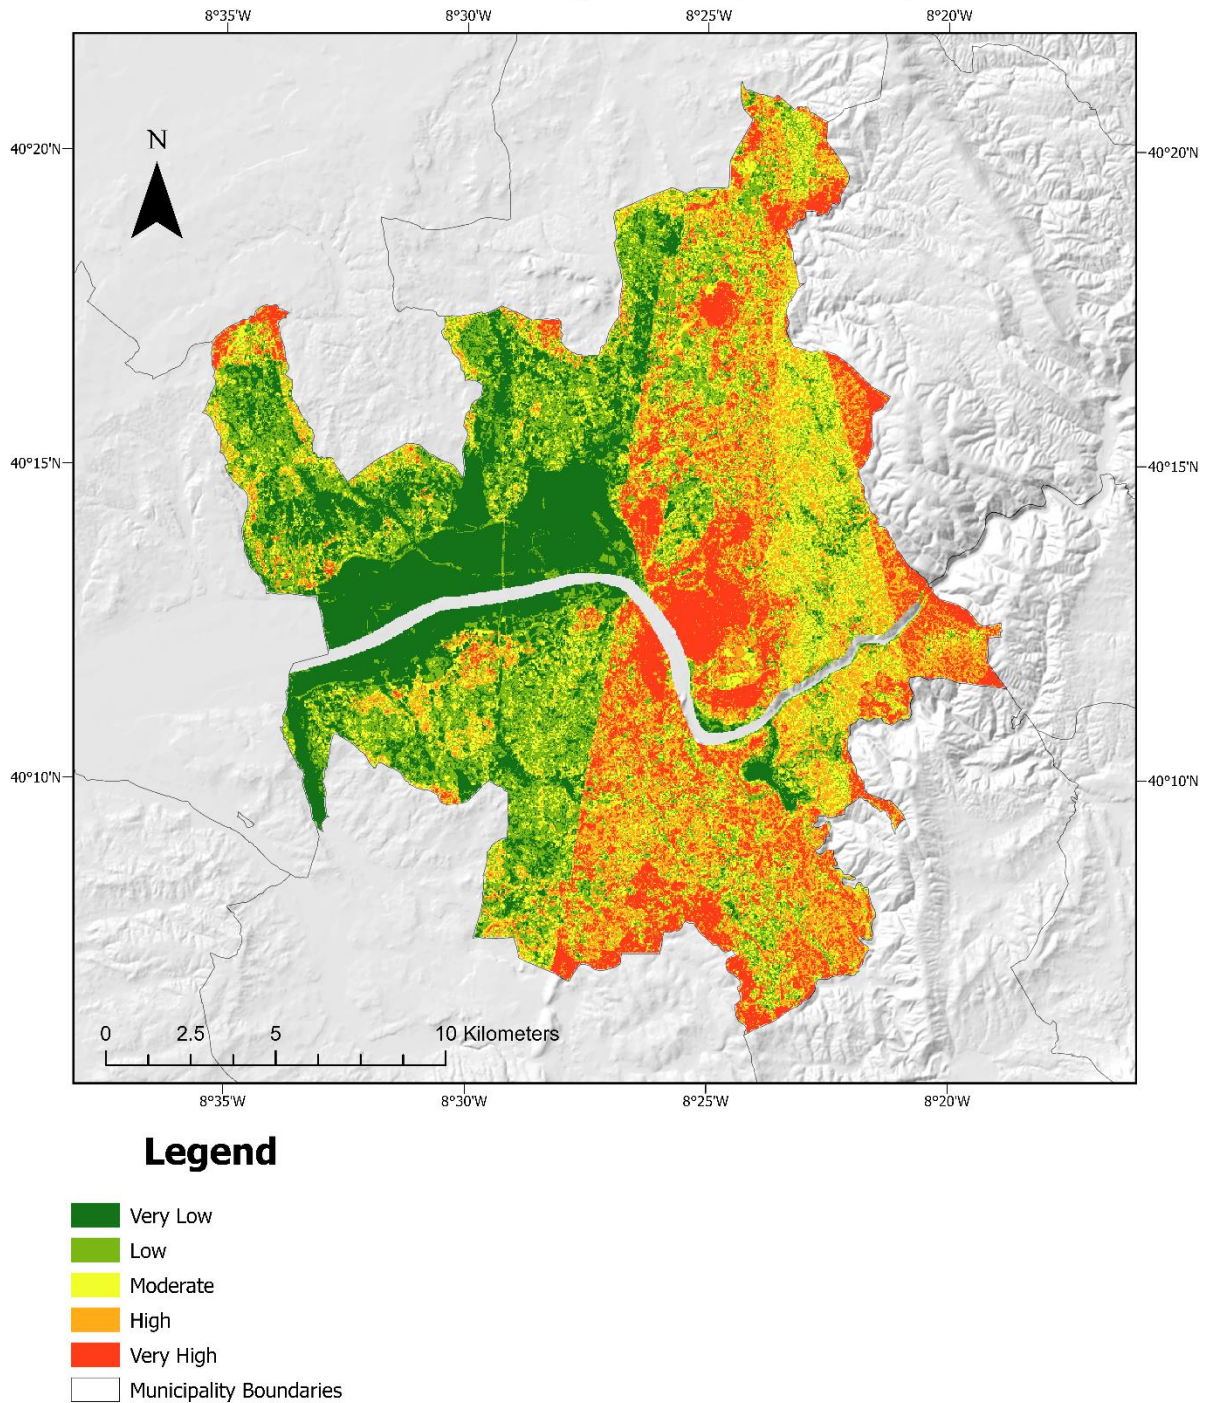 8°35'W 8°30'W 8°25'W 8°20'W
N
40°20'N 40°20'N
40°15'N 40°15'N
40°10'N 40°10'N
0 2.5 5 10 Kilometers
8°35'W 8°30'W 8°25'W 8°20'W
Legend
Very Low
Low
Moderate
High
Very High
Municipality Boundaries